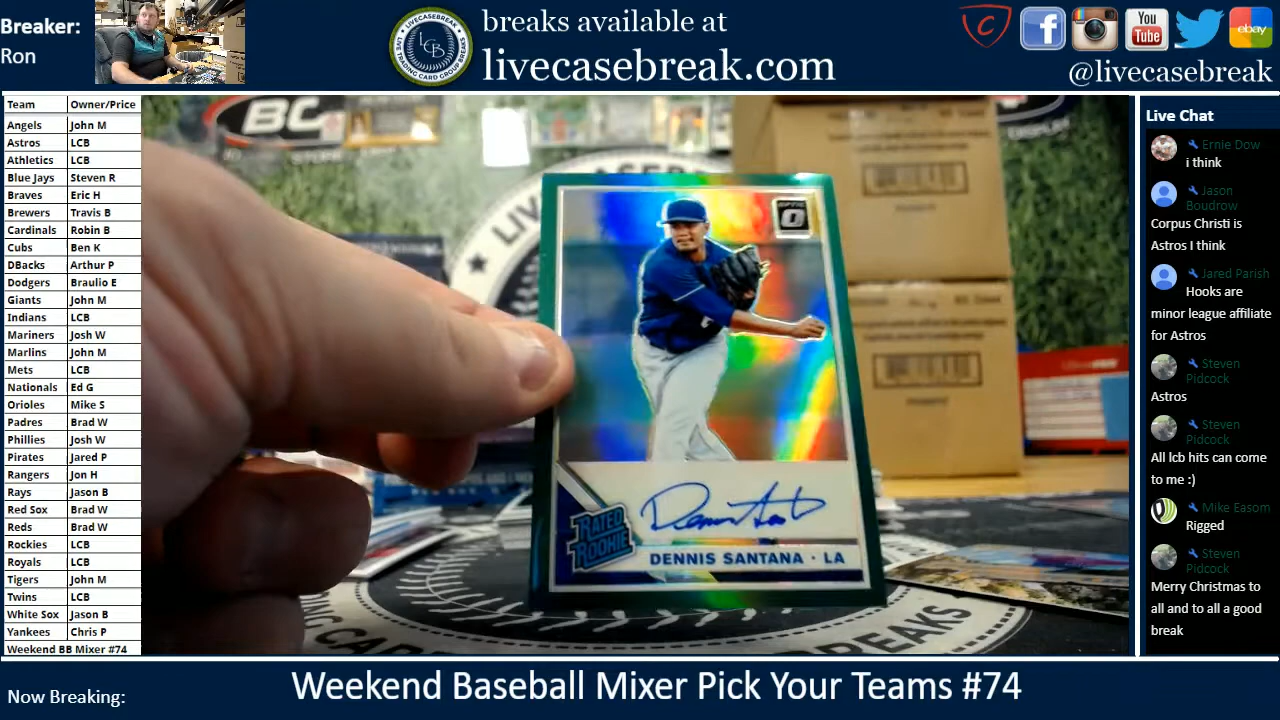 Breaker:
Ron
breaks available at
livecasebreak.com
LIVECASEBREAK
LCB
You
Tube
ebay
@livecasebreak
Team Owner/Price
Angels John M
Astros LCB
Athletics LCB
Blue Jays Steven R
Braves Eric H
Brewers Travis B
Cardinals Robin B
Cubs Ben K
DBacks Arthur P
Dodgers Braulio E
Giants John M
Indians LCB
Mariners Josh W
Marlins John M
Mets LCB
Nationals Ed G
Orioles Mike S
Padres Brad W
Phillies Josh W
Pirates Jared P
Rangers Jon H
Rays Jason B
Red Sox Brad W
Reds Brad W
Rockies LCB
Royals LCB
Tigers John M
Twins LCB
White Sox Jason B
Yankees Chris P
Weekend BB Mixer #74
BC
OPTIC
RATED
ROOKIE
DENNIS SANTANA · LA
Live Chat
Ernie Dow
i think
Jason
Boudrow
Corpus Christi is
Astros I think
Jared Parish
Hooks are
minor league affiliate
for Astros
Steven
Pidcock
Astros
Steven
Pidcock
All lcb hits can come
to me :)
Mike Easom
Rigged
Steven
Pidcock
Merry Christmas to
all and to all a good
break
Now Breaking:
Weekend Baseball Mixer Pick Your Teams #74